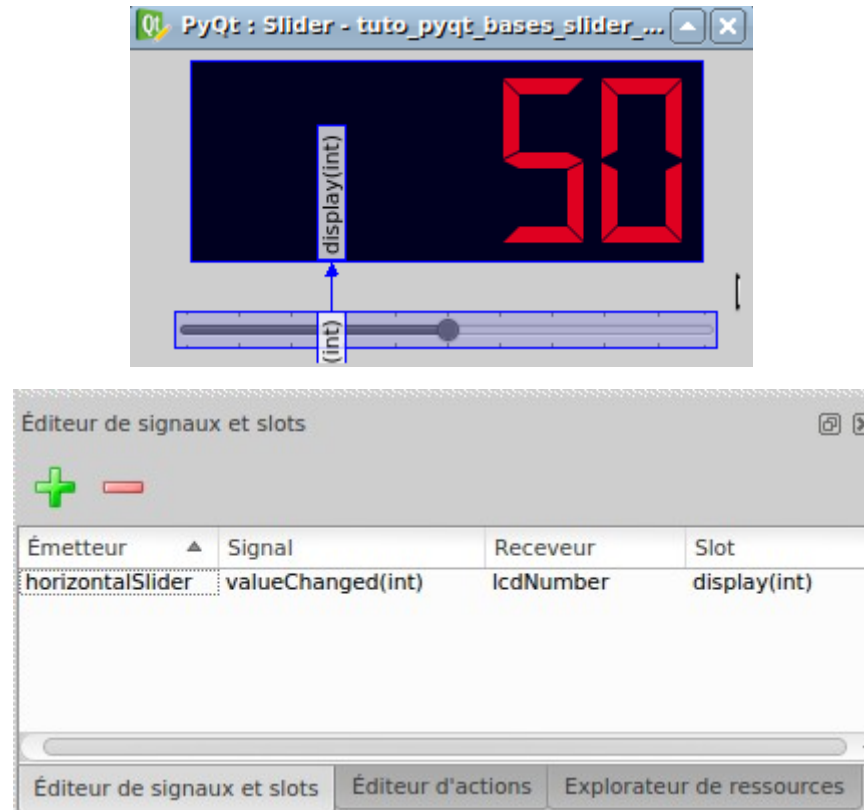 PyQt : Slider - tuto_pyqt_bases_slider_...
50
display(int)
(int)
Éditeur de signaux et slots
Émetteur Signal Receveur Slot
horizontalSlider valueChanged(int) lcdNumber display(int)
Éditeur de signaux et slots Éditeur d'actions Explorateur de ressources